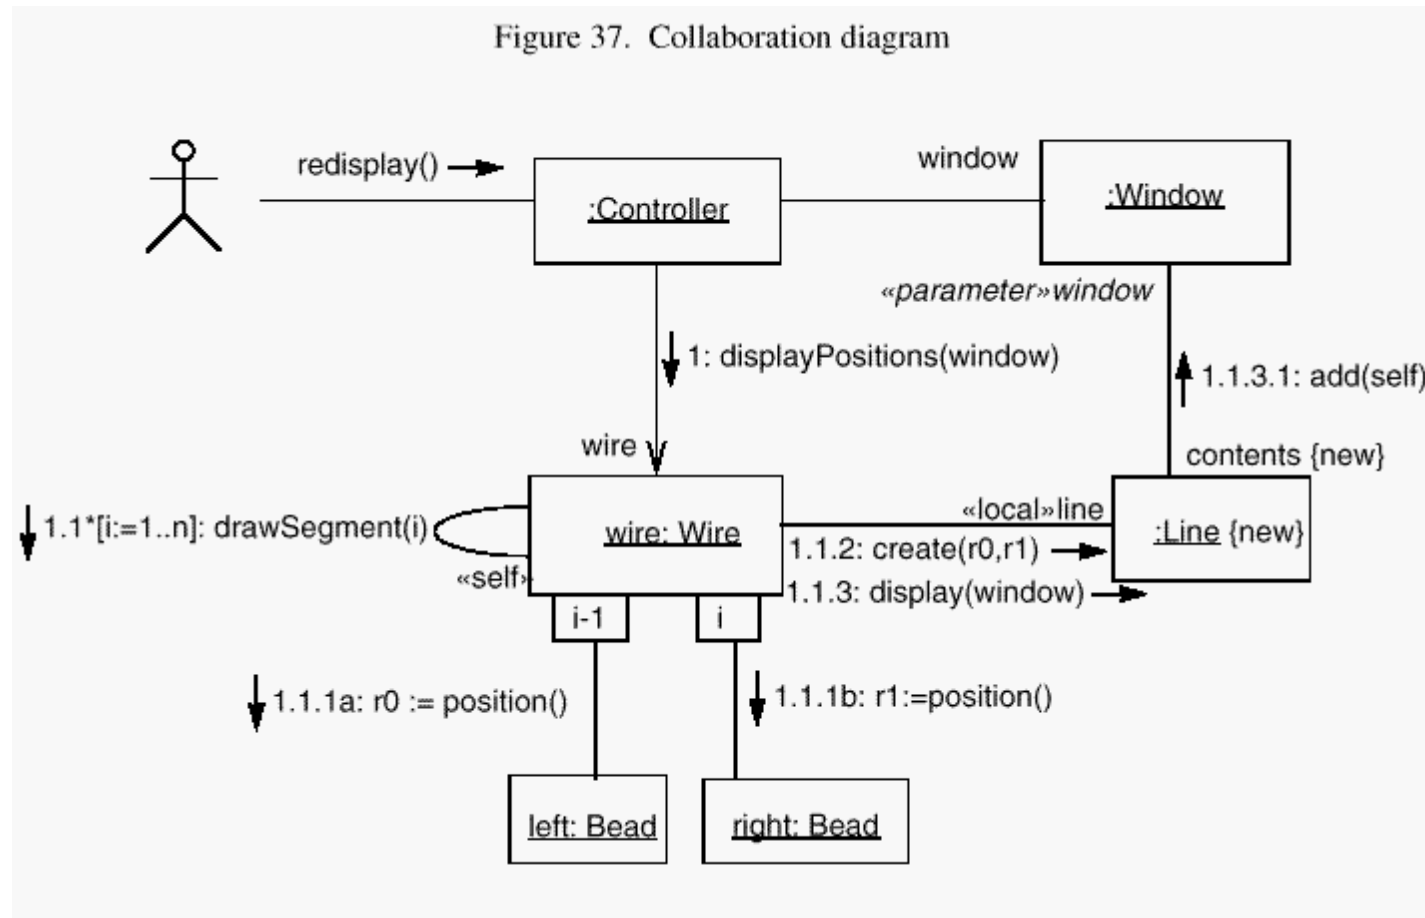 Figure 37. Collaboration diagram
redisplay()
window
:Controller
:Window
«parameter»window
1: displayPositions(window)
1.1.3.1: add(self)
wire
contents {new}
1.1*[i:=1..n]: drawSegment(i)
wire: Wire
«local»line
:Line {new}
1.1.2: create(r0,r1)
«self»
1.1.3: display(window)
i-1
i
1.1.1a: r0 := position()
1.1.1b: r1:=position()
left: Bead
right: Bead